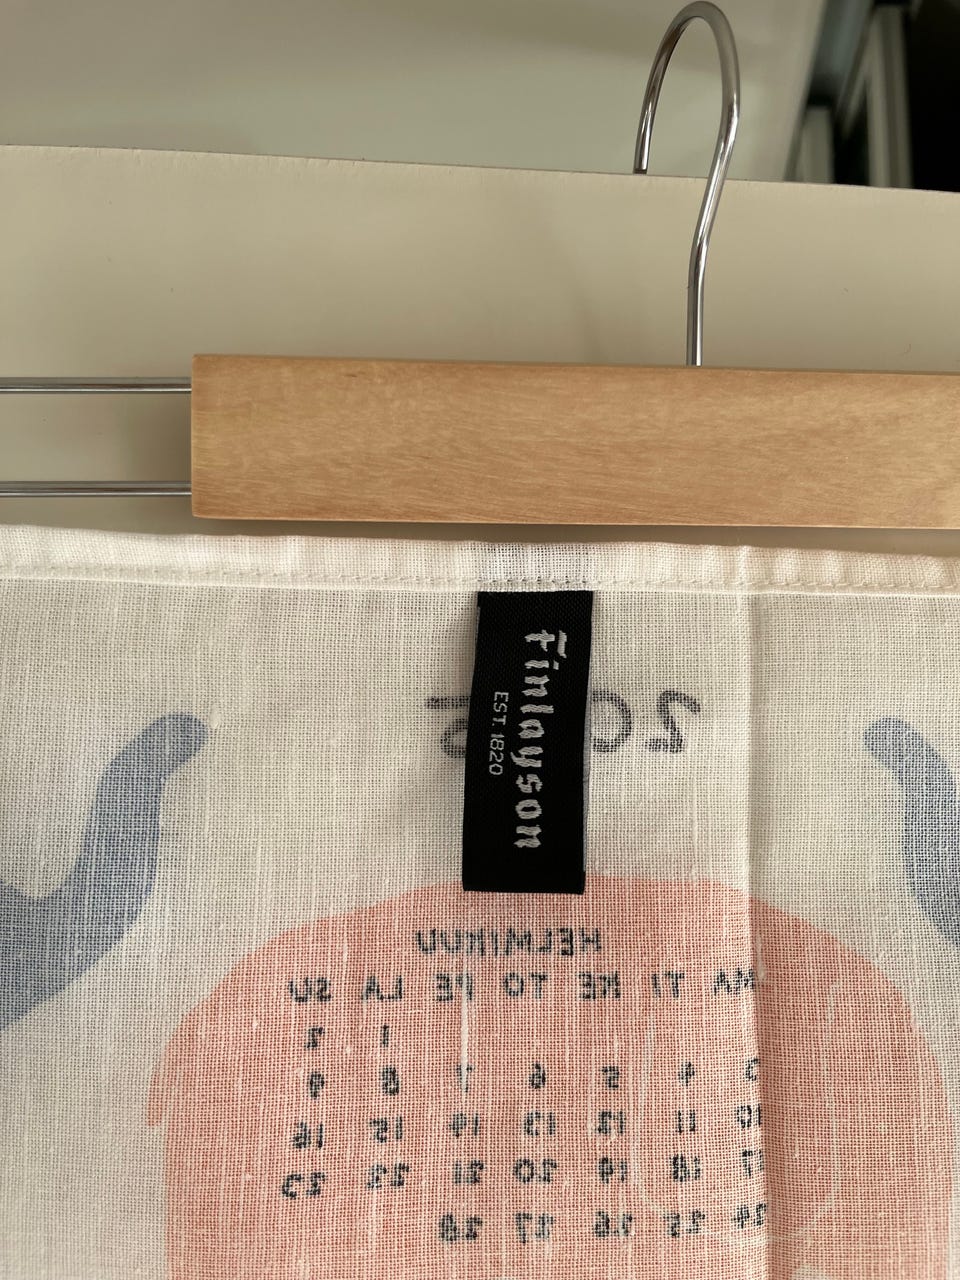 Finlayson
EST. 1820
20 5
HELMIKUU
MA TI KE TO PE LA SU
1 2
3 4 5 6 7 8 9
10 11 12 13 14 15 16
17 18 19 20 21 22 23
24 25 26 27 28